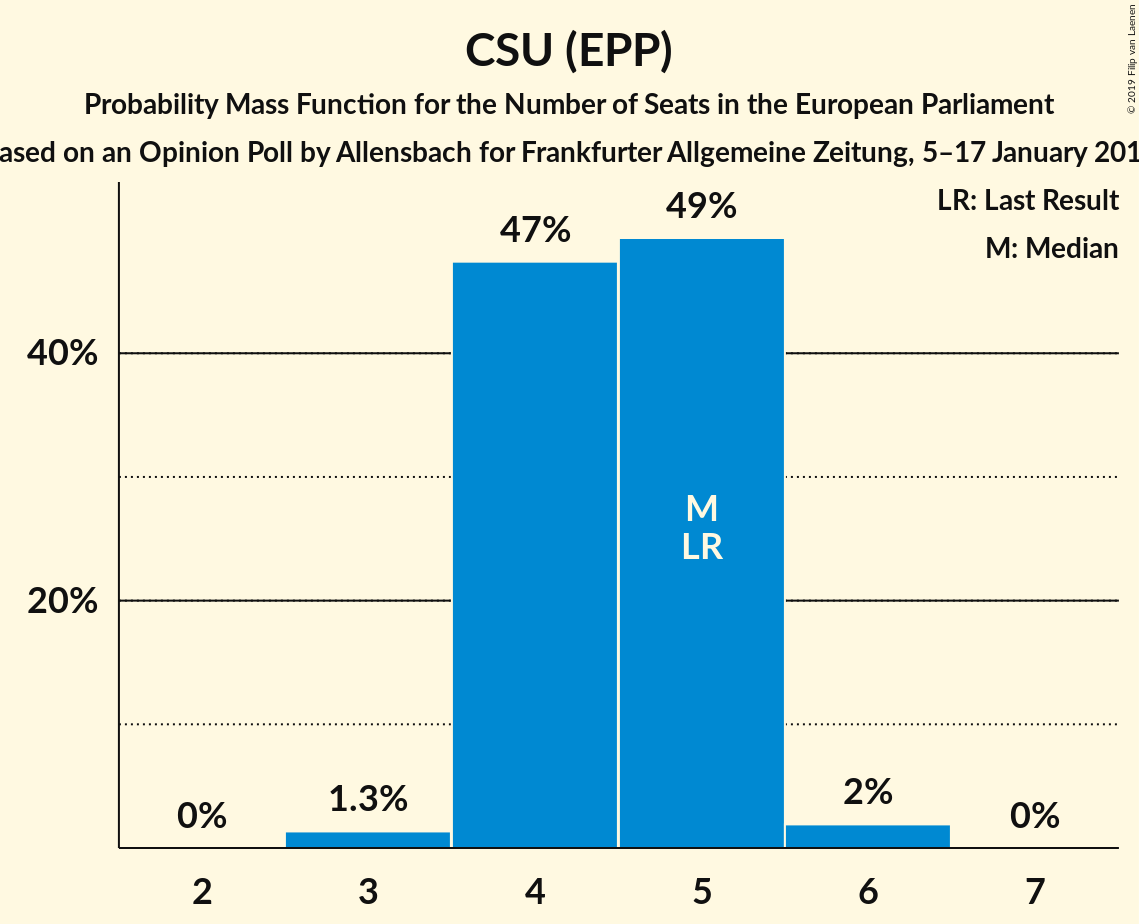 CSU (EPP)
Probability Mass Function for the Number of Seats in the European Parliament
ased on an Opinion Poll by Allensbach for Frankfurter Allgemeine Zeitung, 5–17 January 201
© 2019 Filip van Laenen
LR: Last Result
M: Median
47%
49%
40%
M
LR
20%
0%
1.3%
2%
0%
2
3
4
5
6
7